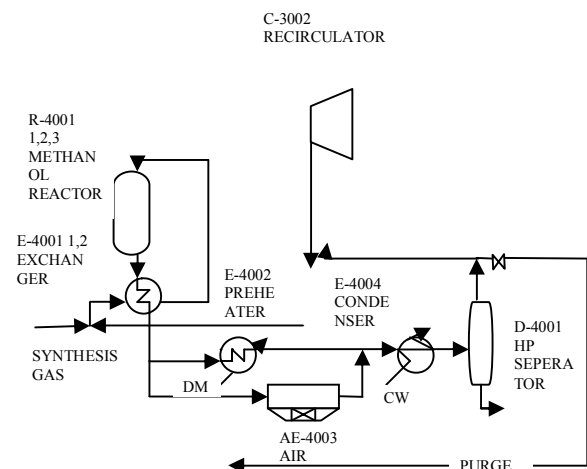 C-3002
RECIRCULATOR
R-4001
1,2,3
METHAN
OL
REACTOR
E-4001 1,2
EXCHAN
GER
E-4002
PREHE
ATER
E-4004
CONDE
NSER
D-4001
HP
SEPERA
TOR
SYNTHESIS
GAS
DM
CW
AE-4003
AIR
PURGE